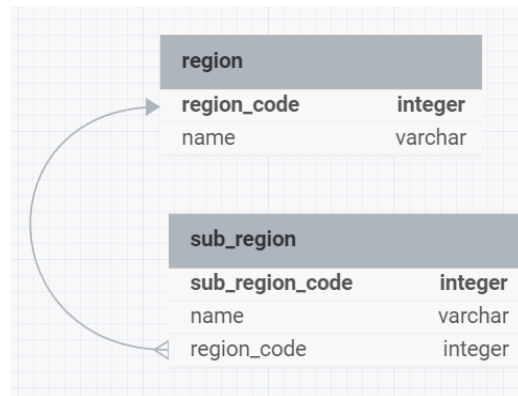 region
region_code integer
name varchar
sub_region
sub_region_code integer
name varchar
region_code integer